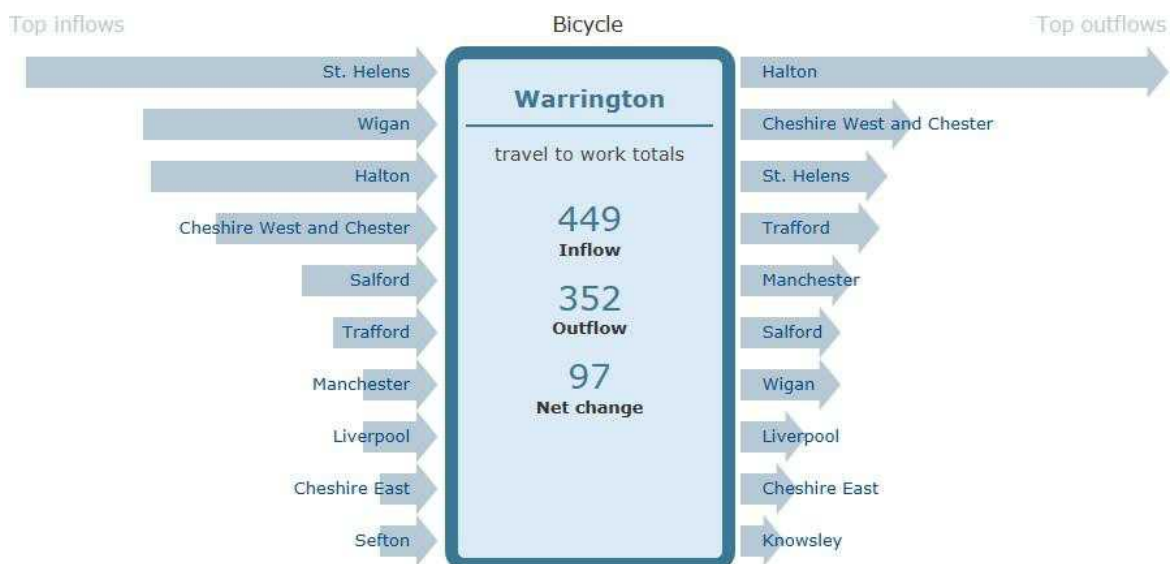 Top inflows
Bicycle
Top outflows
St. Helens
Wigan
Halton
Cheshire West and Chester
Salford
Trafford
Manchester
Liverpool
Cheshire East
Sefton
Warrington
travel to work totals
449
Inflow
352
Outflow
97
Net change
Halton
Cheshire West and Chester
St. Helens
Trafford
Manchester
Salford
Wigan
Liverpool
Cheshire East
Knowsley